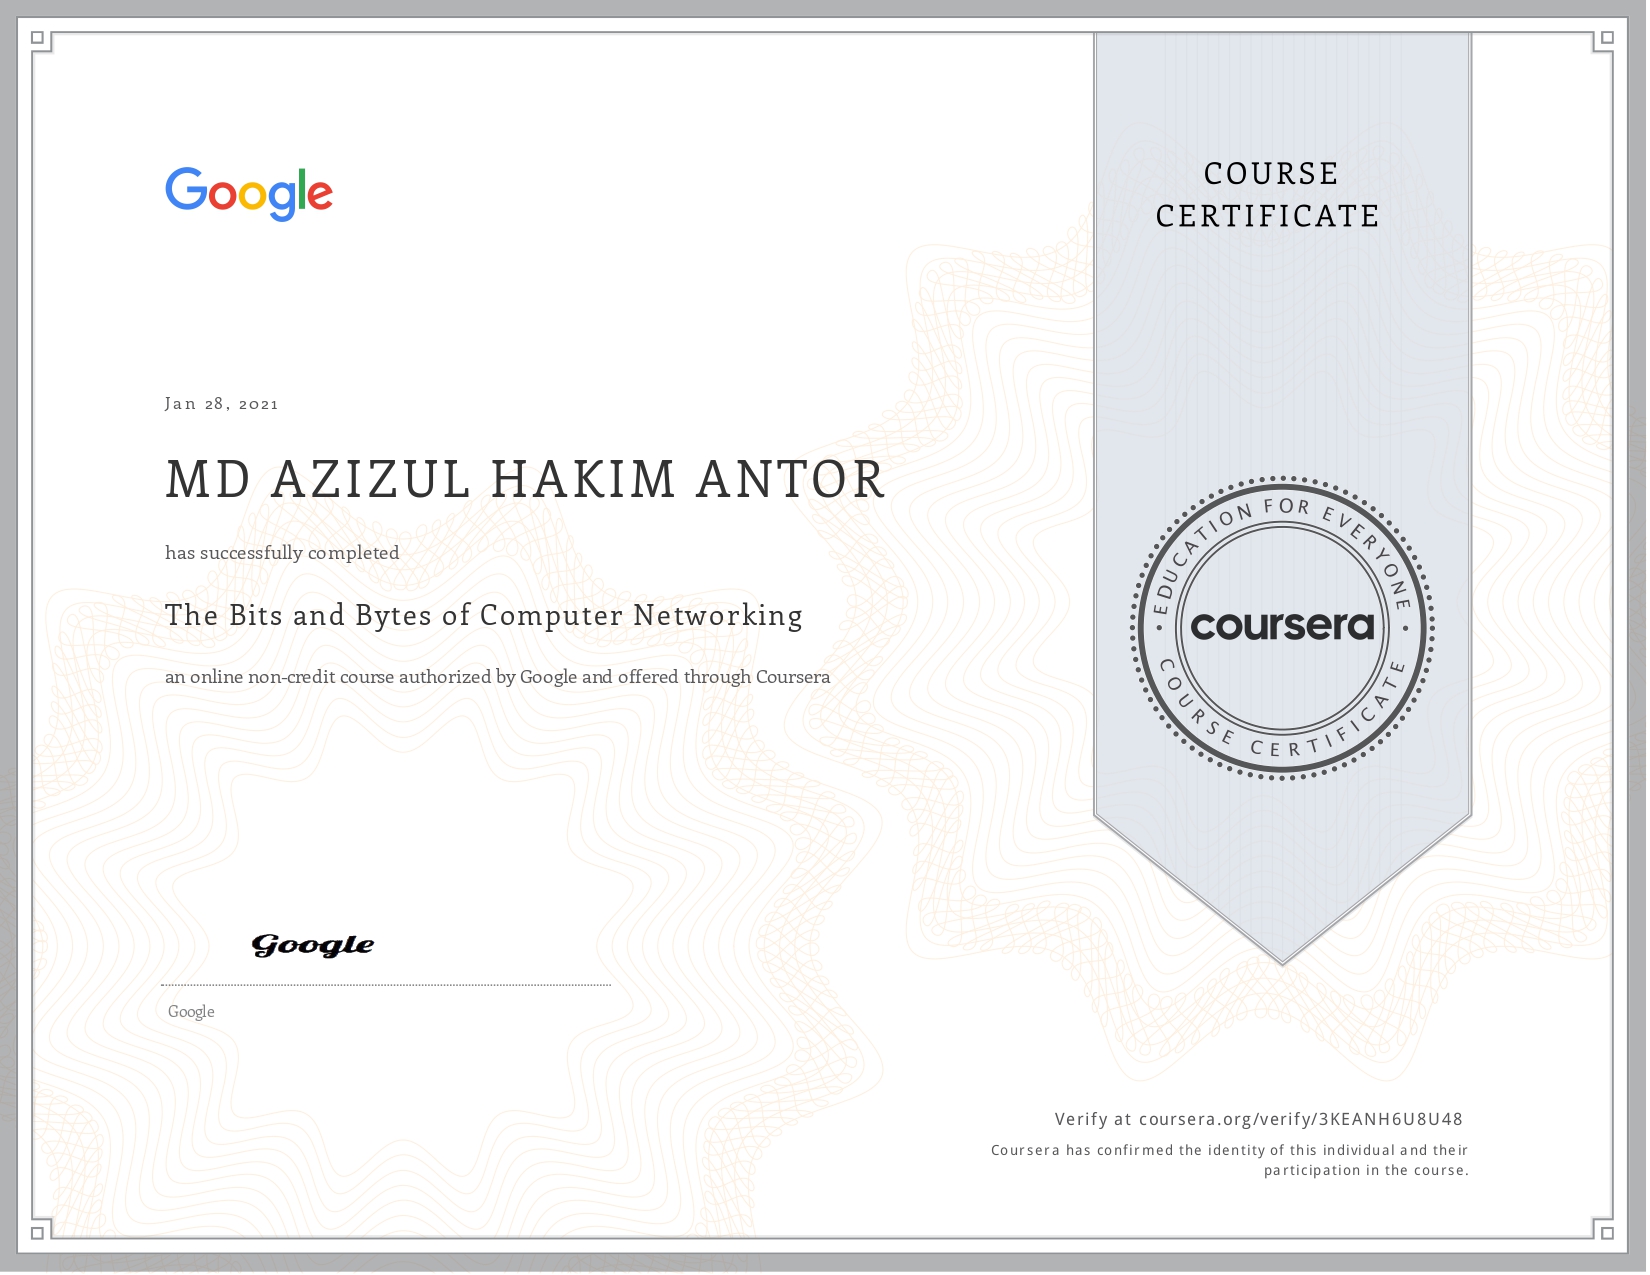 Google
COURSE
CERTIFICATE
Jan 28, 2021
MD AZIZUL HAKIM ANTOR
has successfully completed
The Bits and Bytes of Computer Networking
an online non-credit course authorized by Google and offered through Coursera
• EDUCATION FOR EVERYONE •
coursera
COURSE CERTIFICATE
Google
Google
Verify at coursera.org/verify/3KEANH6U8U48
Coursera has confirmed the identity of this individual and their
participation in the course.